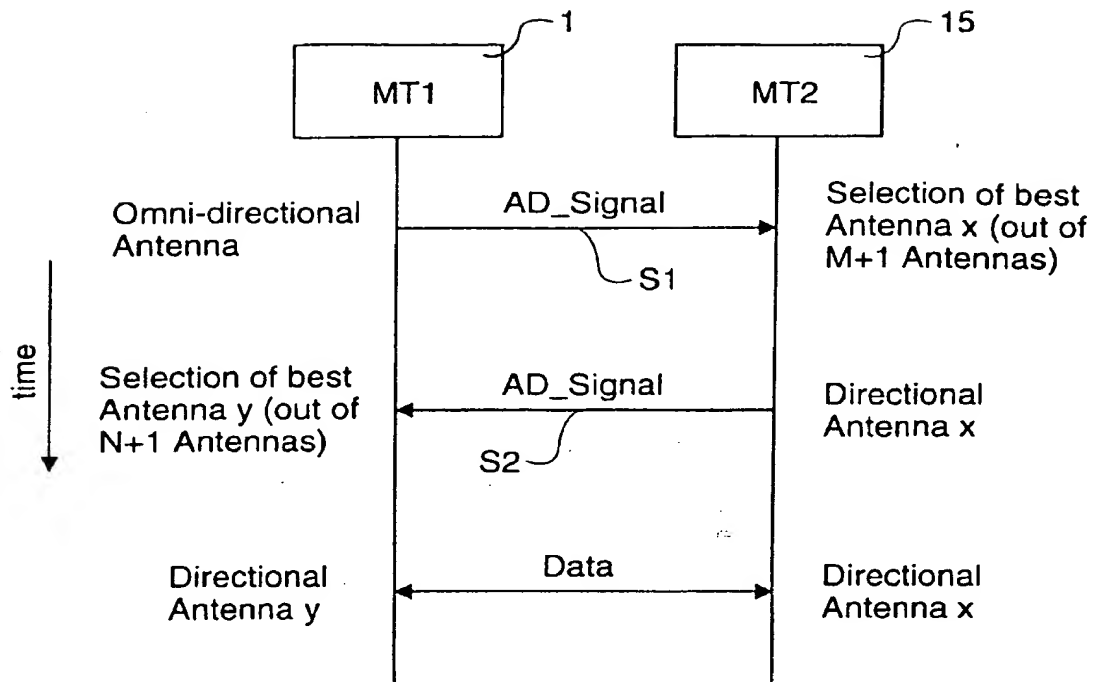 1
15
MT1
MT2
Omni-directional
Antenna
AD_Signal
S1
Selection of best
Antenna x (out of
M+1 Antennas)
time
Selection of best
Antenna y (out of
N+1 Antennas)
AD_Signal
S2
Directional
Antenna x
Directional
Antenna y
Data
Directional
Antenna x